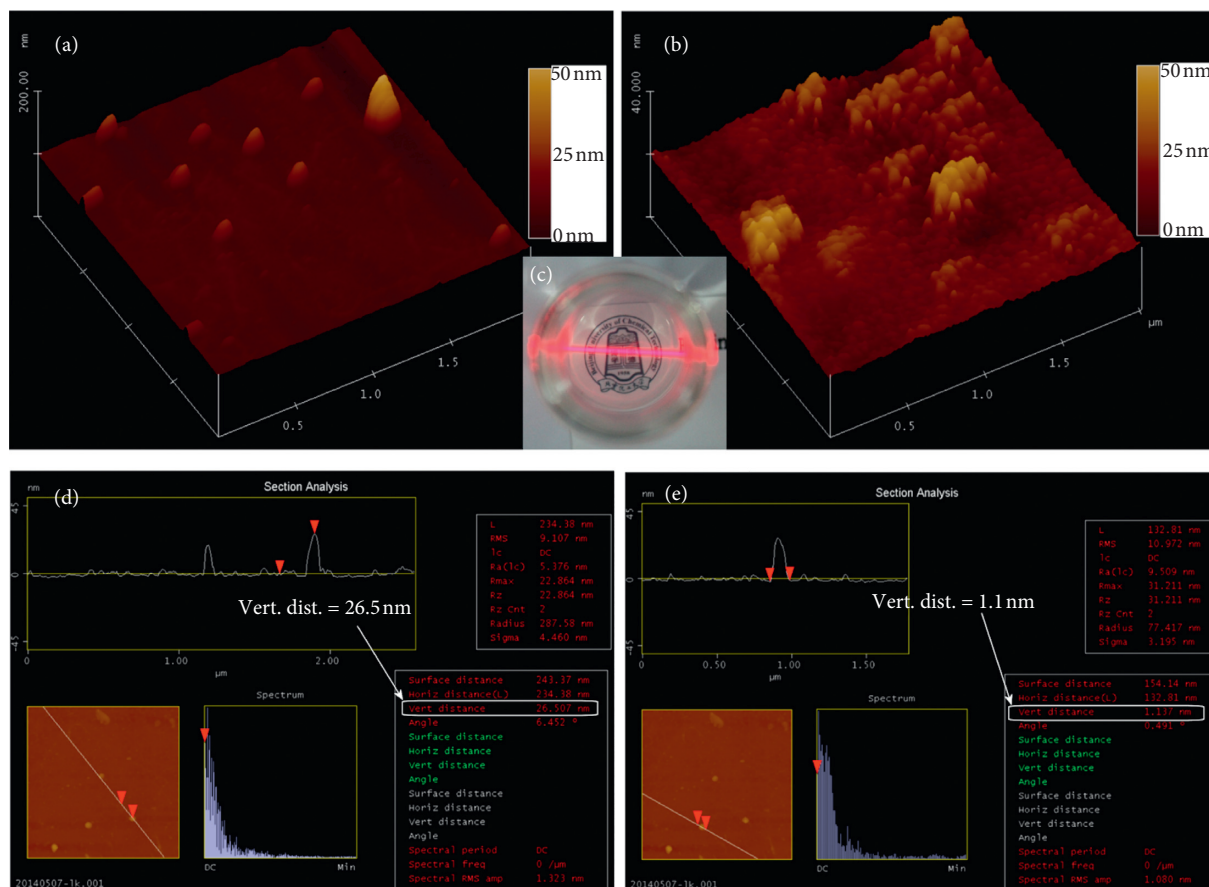 (a)
nm
200.00
50 nm
25 nm
0 nm
0.5
1.0
1.5
(b)
nm
40.000
50 nm
25 nm
0 nm
0.5
1.0
1.5
µm
(c)
University of Chemical
(d)
Section Analysis
nm
45
0
-45
0
1.00
2.00
µm
L 234.38 nm
RMS 9.107 nm
lc DC
Ra(lc) 5.376 nm
Rmax 22.864 nm
Rz 22.864 nm
Rz Cnt 2
Radius 287.58 nm
Sigma 4.460 nm
Vert. dist. = 26.5 nm
Spectrum
DC
Min
Surface distance 243.37 nm
Horiz distance(L) 234.38 nm
Vert distance 26.507 nm
Angle 6.452 °
Surface distance
Horiz distance
Vert distance
Angle
Surface distance
Horiz distance
Vert distance
Angle
Spectral period DC
Spectral freq 0 /µm
Spectral RMS amp 1.323 nm
20140507-lk.001
(e)
Section Analysis
nm
45
0
-45
0
0.50
1.00
1.50
µm
L 132.81 nm
RMS 10.972 nm
lc DC
Ra(lc) 9.509 nm
Rmax 31.211 nm
Rz 31.211 nm
Rz Cnt 2
Radius 77.417 nm
Sigma 3.195 nm
Vert. dist. = 1.1 nm
Spectrum
DC
Min
Surface distance 154.14 nm
Horiz distance(L) 132.81 nm
Vert distance 1.137 nm
Angle 0.491 °
Surface distance
Horiz distance
Vert distance
Angle
Surface distance
Horiz distance
Vert distance
Angle
Spectral period DC
Spectral freq 0 /µm
Spectral RMS amp 1.080 nm
20140507-lk.001